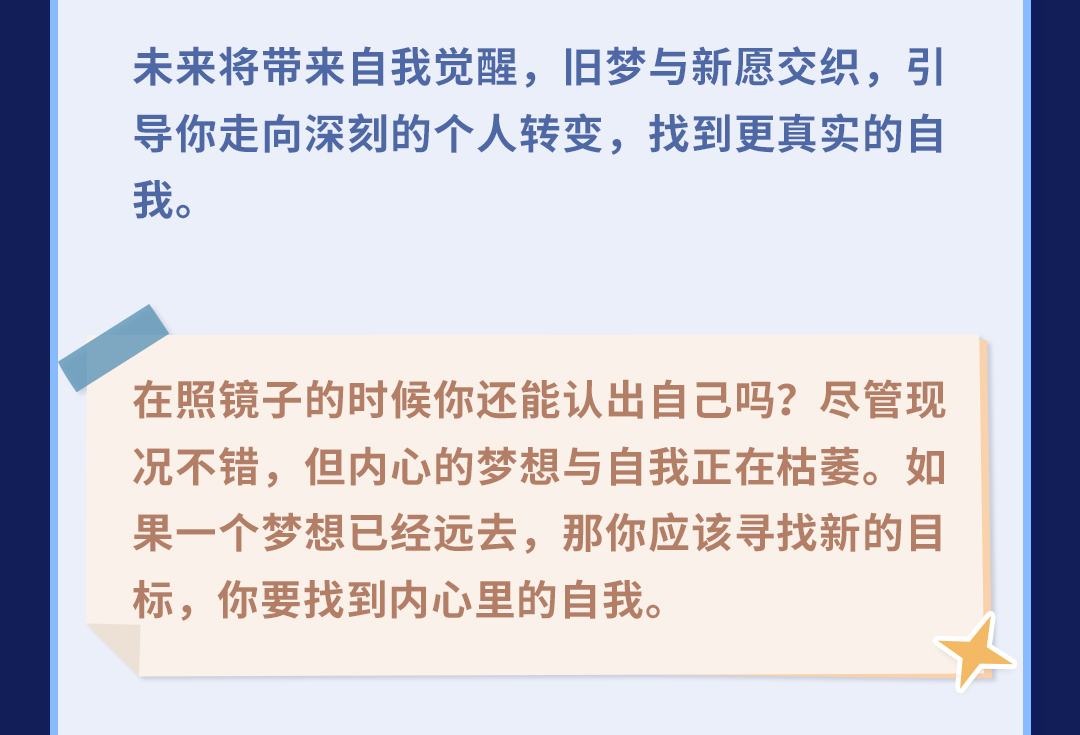 未来将带来自我觉醒，旧梦与新愿交织，引
导你走向深刻的个人转变，找到更真实的自
我。
在照镜子的时候你还能认出自己吗？尽管现
况不错，但内心的梦想与自我正在枯萎。如
果一个梦想已经远去，那你应该寻找新的目
标，你要找到内心里的自我。